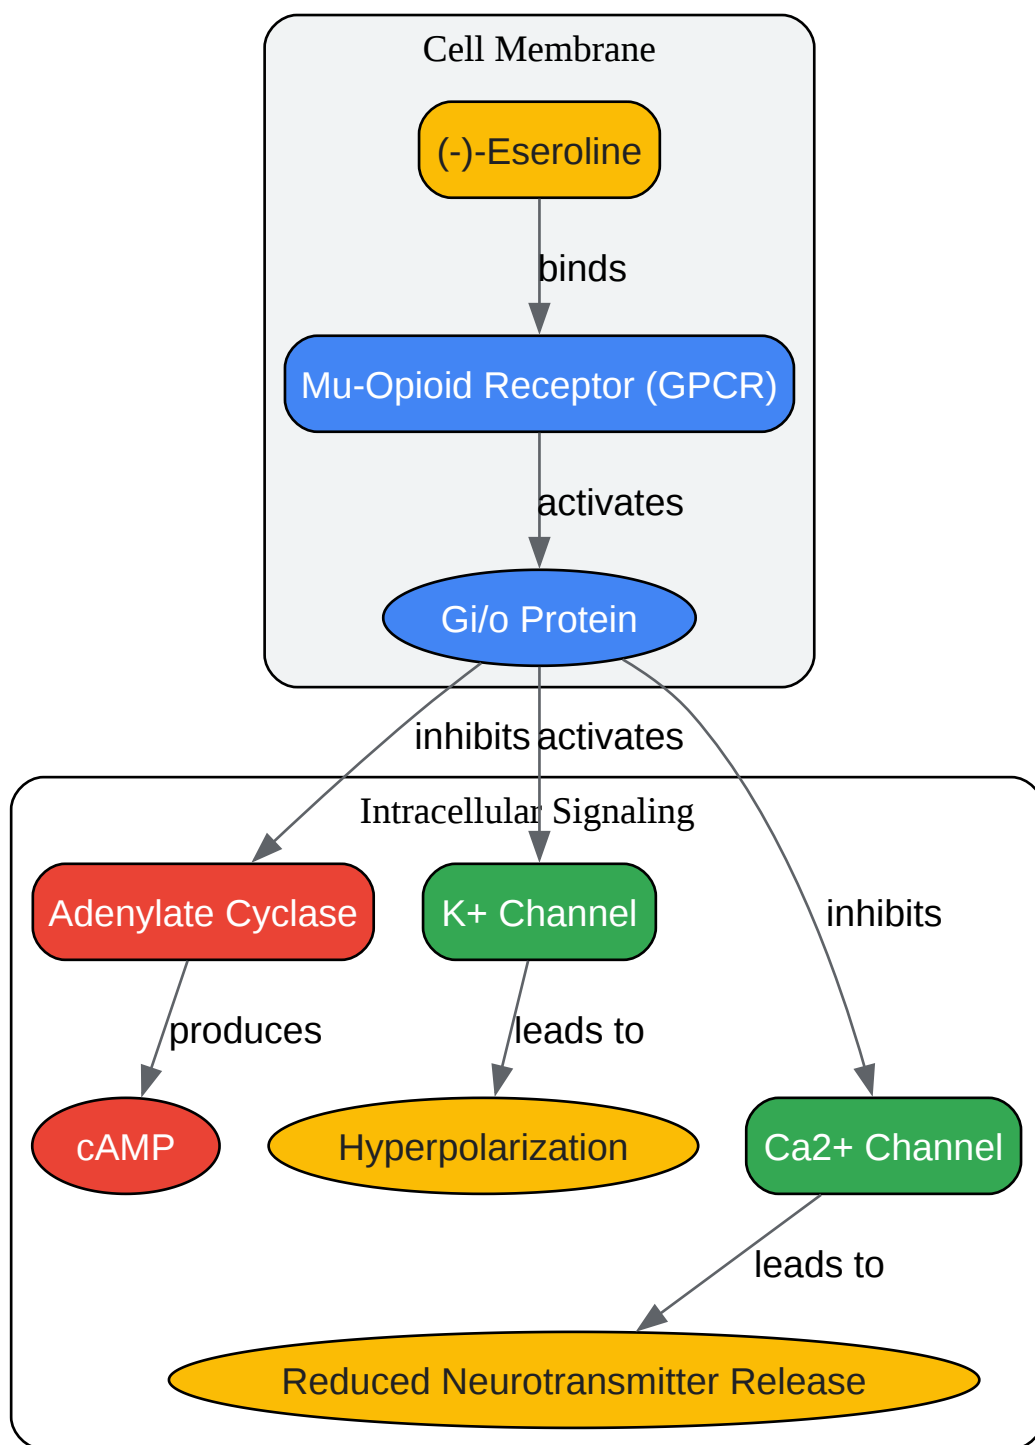 Cell Membrane
(-)-Eseroline
binds
Mu-Opioid Receptor (GPCR)
activates
Gi/o Protein
inhibits
activates
Intracellular Signaling
Adenylate Cyclase
K+ Channel
inhibits
produces
leads to
cAMP
Hyperpolarization
Ca2+ Channel
leads to
Reduced Neurotransmitter Release